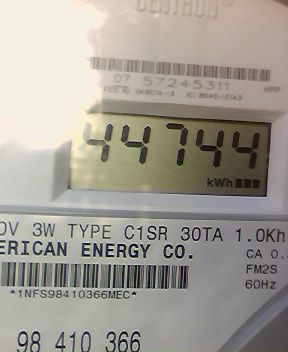 CENTRON®
07 57245311
HPP
44744
kWh
0V 3W TYPE C1SR 30TA 1.0Kh
ERICAN ENERGY CO.
CA 0.
FM2S
*1NFS98410366MEC*
60Hz
98 410 366